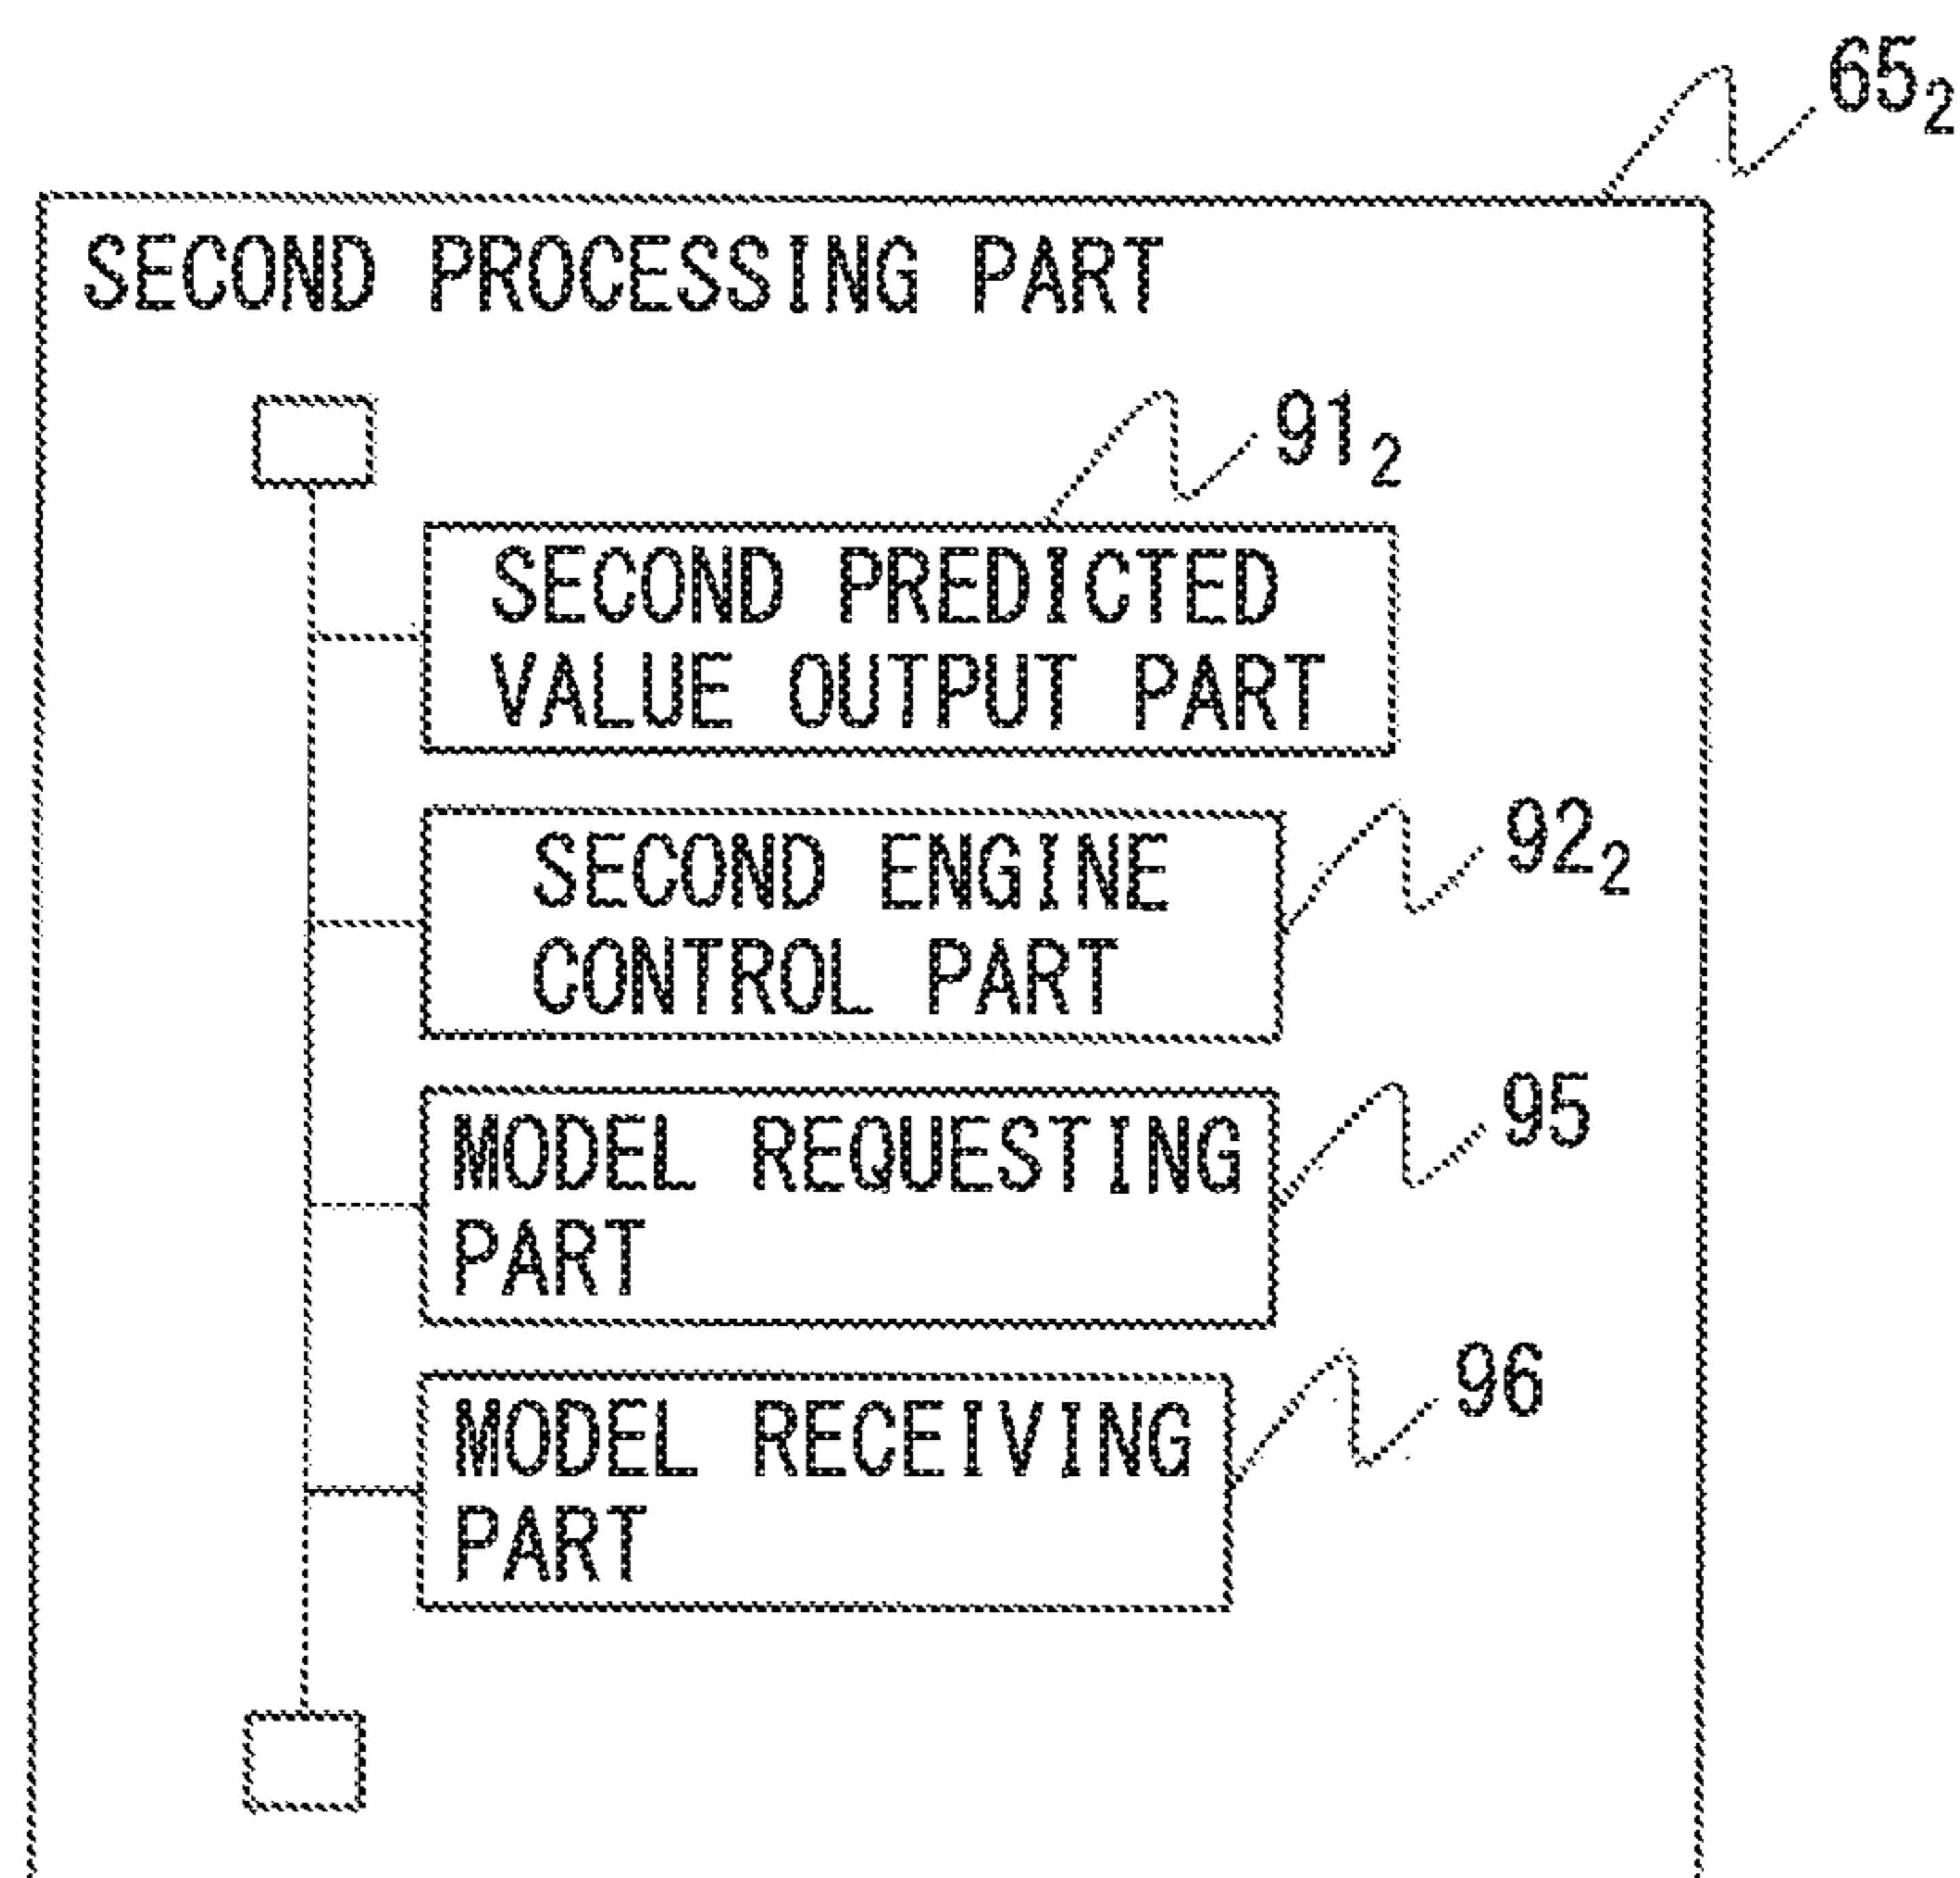 65₂
SECOND PROCESSING PART
91₂
SECOND PREDICTED
VALUE OUTPUT PART
92₂
SECOND ENGINE
CONTROL PART
95
MODEL REQUESTING
PART
96
MODEL RECEIVING
PART